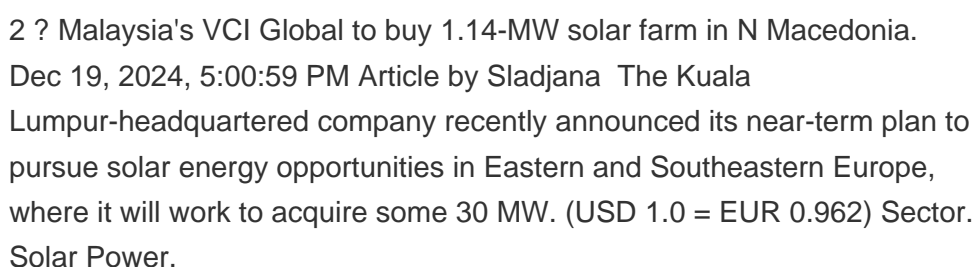 2 ? Malaysia's VCI Global to buy 1.14-MW solar farm in N Macedonia.
Dec 19, 2024, 5:00:59 PM Article by Sladjana  The Kuala
Lumpur-headquartered company recently announced its near-term plan to
pursue solar energy opportunities in Eastern and Southeastern Europe,
where it will work to acquire some 30 MW. (USD 1.0 = EUR 0.962) Sector.
Solar Power.